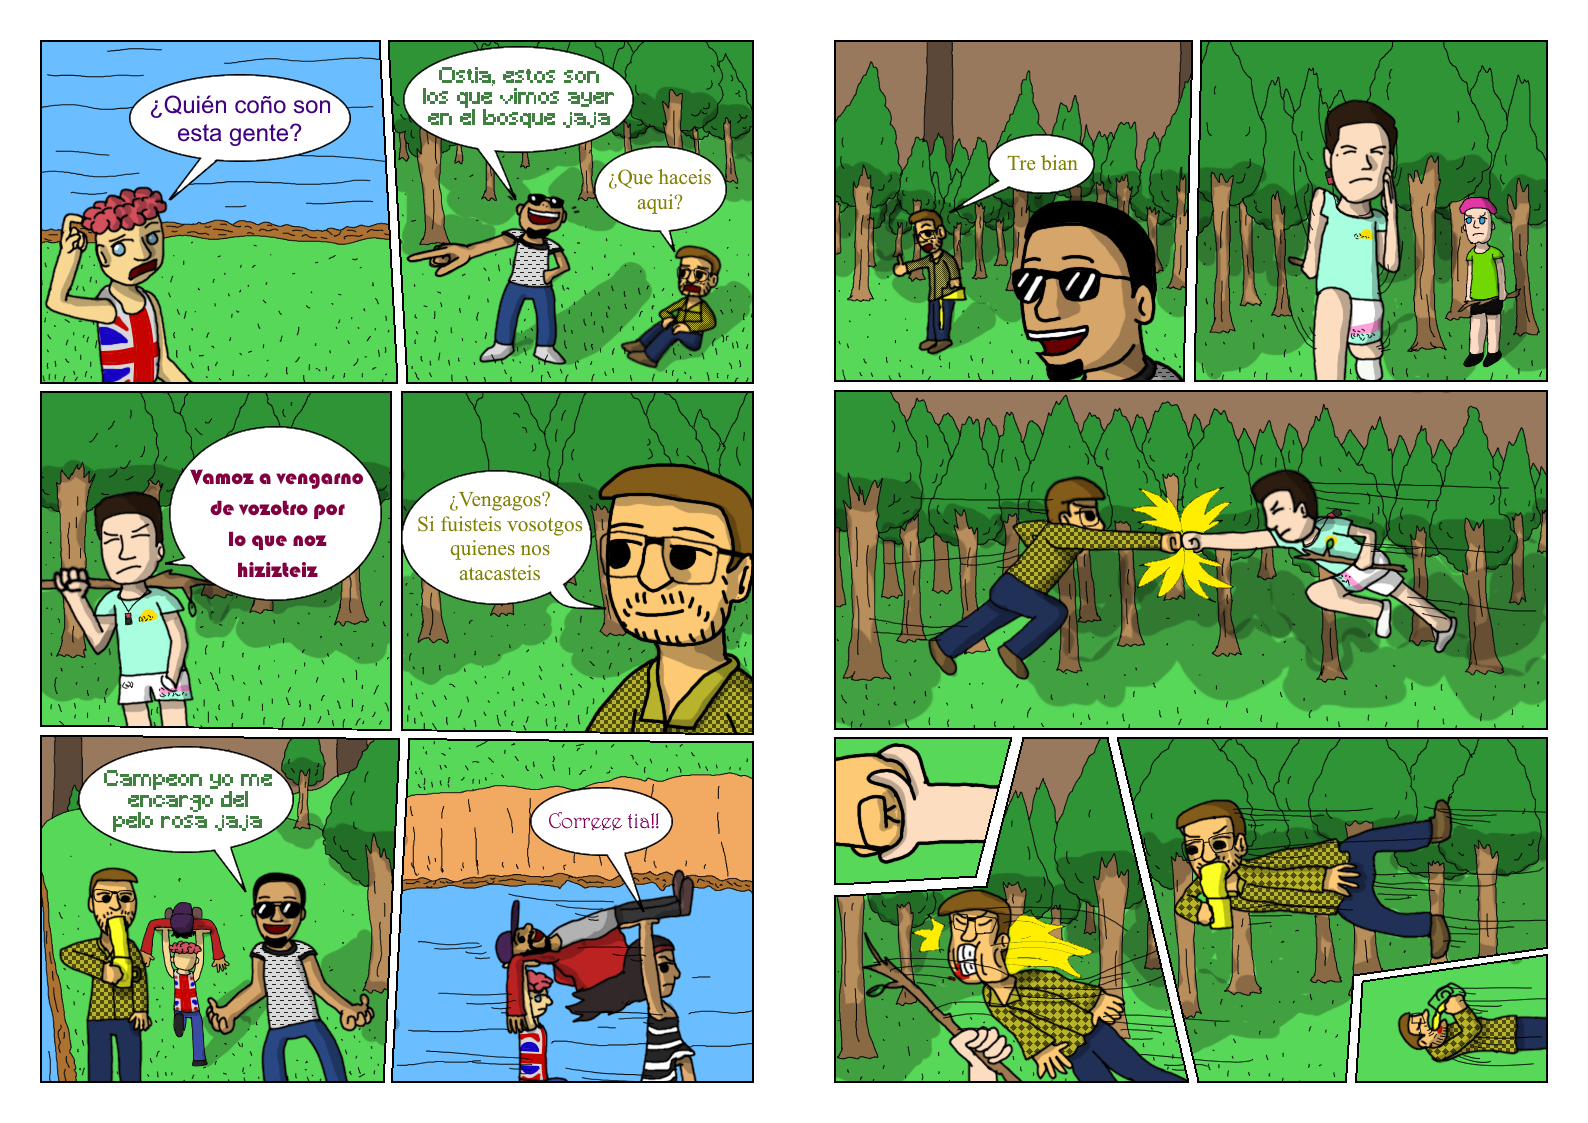 ¿Quién coño son
esta gente?
Ostia, estos son
los que vimos ayer
en el bosque jaja
¿Que haceis
aqui?
Vamoz a vengarno
de vozotro por
lo que noz
hizizteiz
¿Vengagos?
Si fuisteis vosotgos
quienes nos
atacasteis
Campeon yo me
encargo del
pelo rosa jaja
Correee tia!!
Tre bian
K